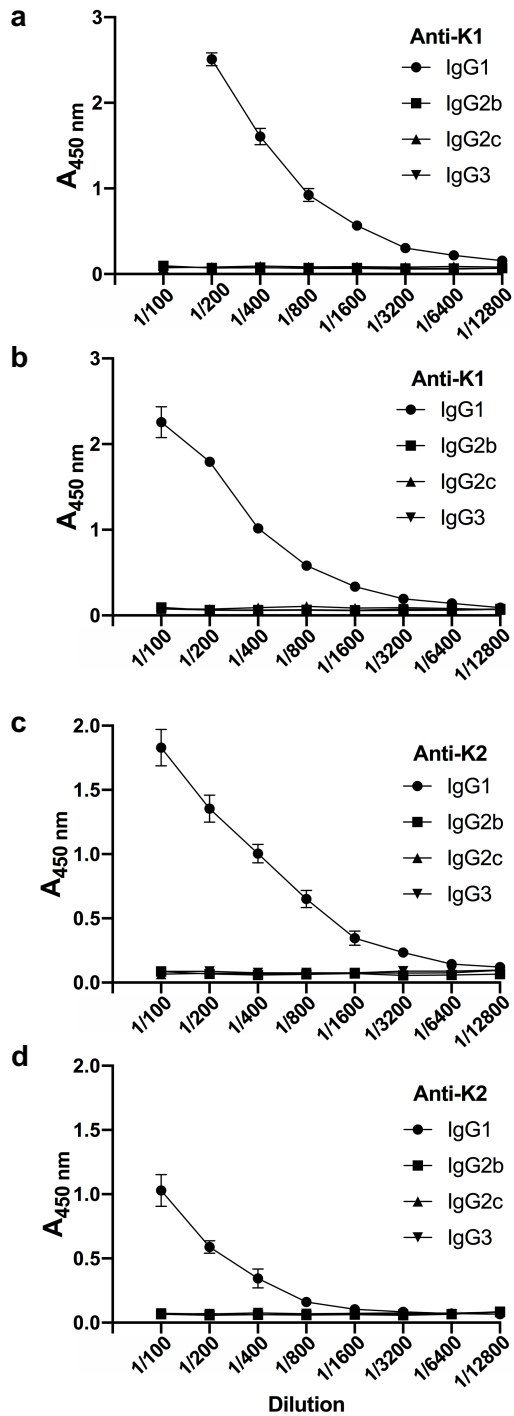 a
Anti-K1
IgG1
IgG2b
IgG2c
IgG3
A450 nm
3
2
1
0
1/100 1/200 1/400 1/800 1/1600 1/3200 1/6400 1/12800
b
Anti-K1
IgG1
IgG2b
IgG2c
IgG3
A450 nm
3
2
1
0
1/100 1/200 1/400 1/800 1/1600 1/3200 1/6400 1/12800
c
Anti-K2
IgG1
IgG2b
IgG2c
IgG3
A450 nm
2.0
1.5
1.0
0.5
0.0
1/100 1/200 1/400 1/800 1/1600 1/3200 1/6400 1/12800
d
Anti-K2
IgG1
IgG2b
IgG2c
IgG3
A450 nm
2.0
1.5
1.0
0.5
0.0
1/100 1/200 1/400 1/800 1/1600 1/3200 1/6400 1/12800
Dilution